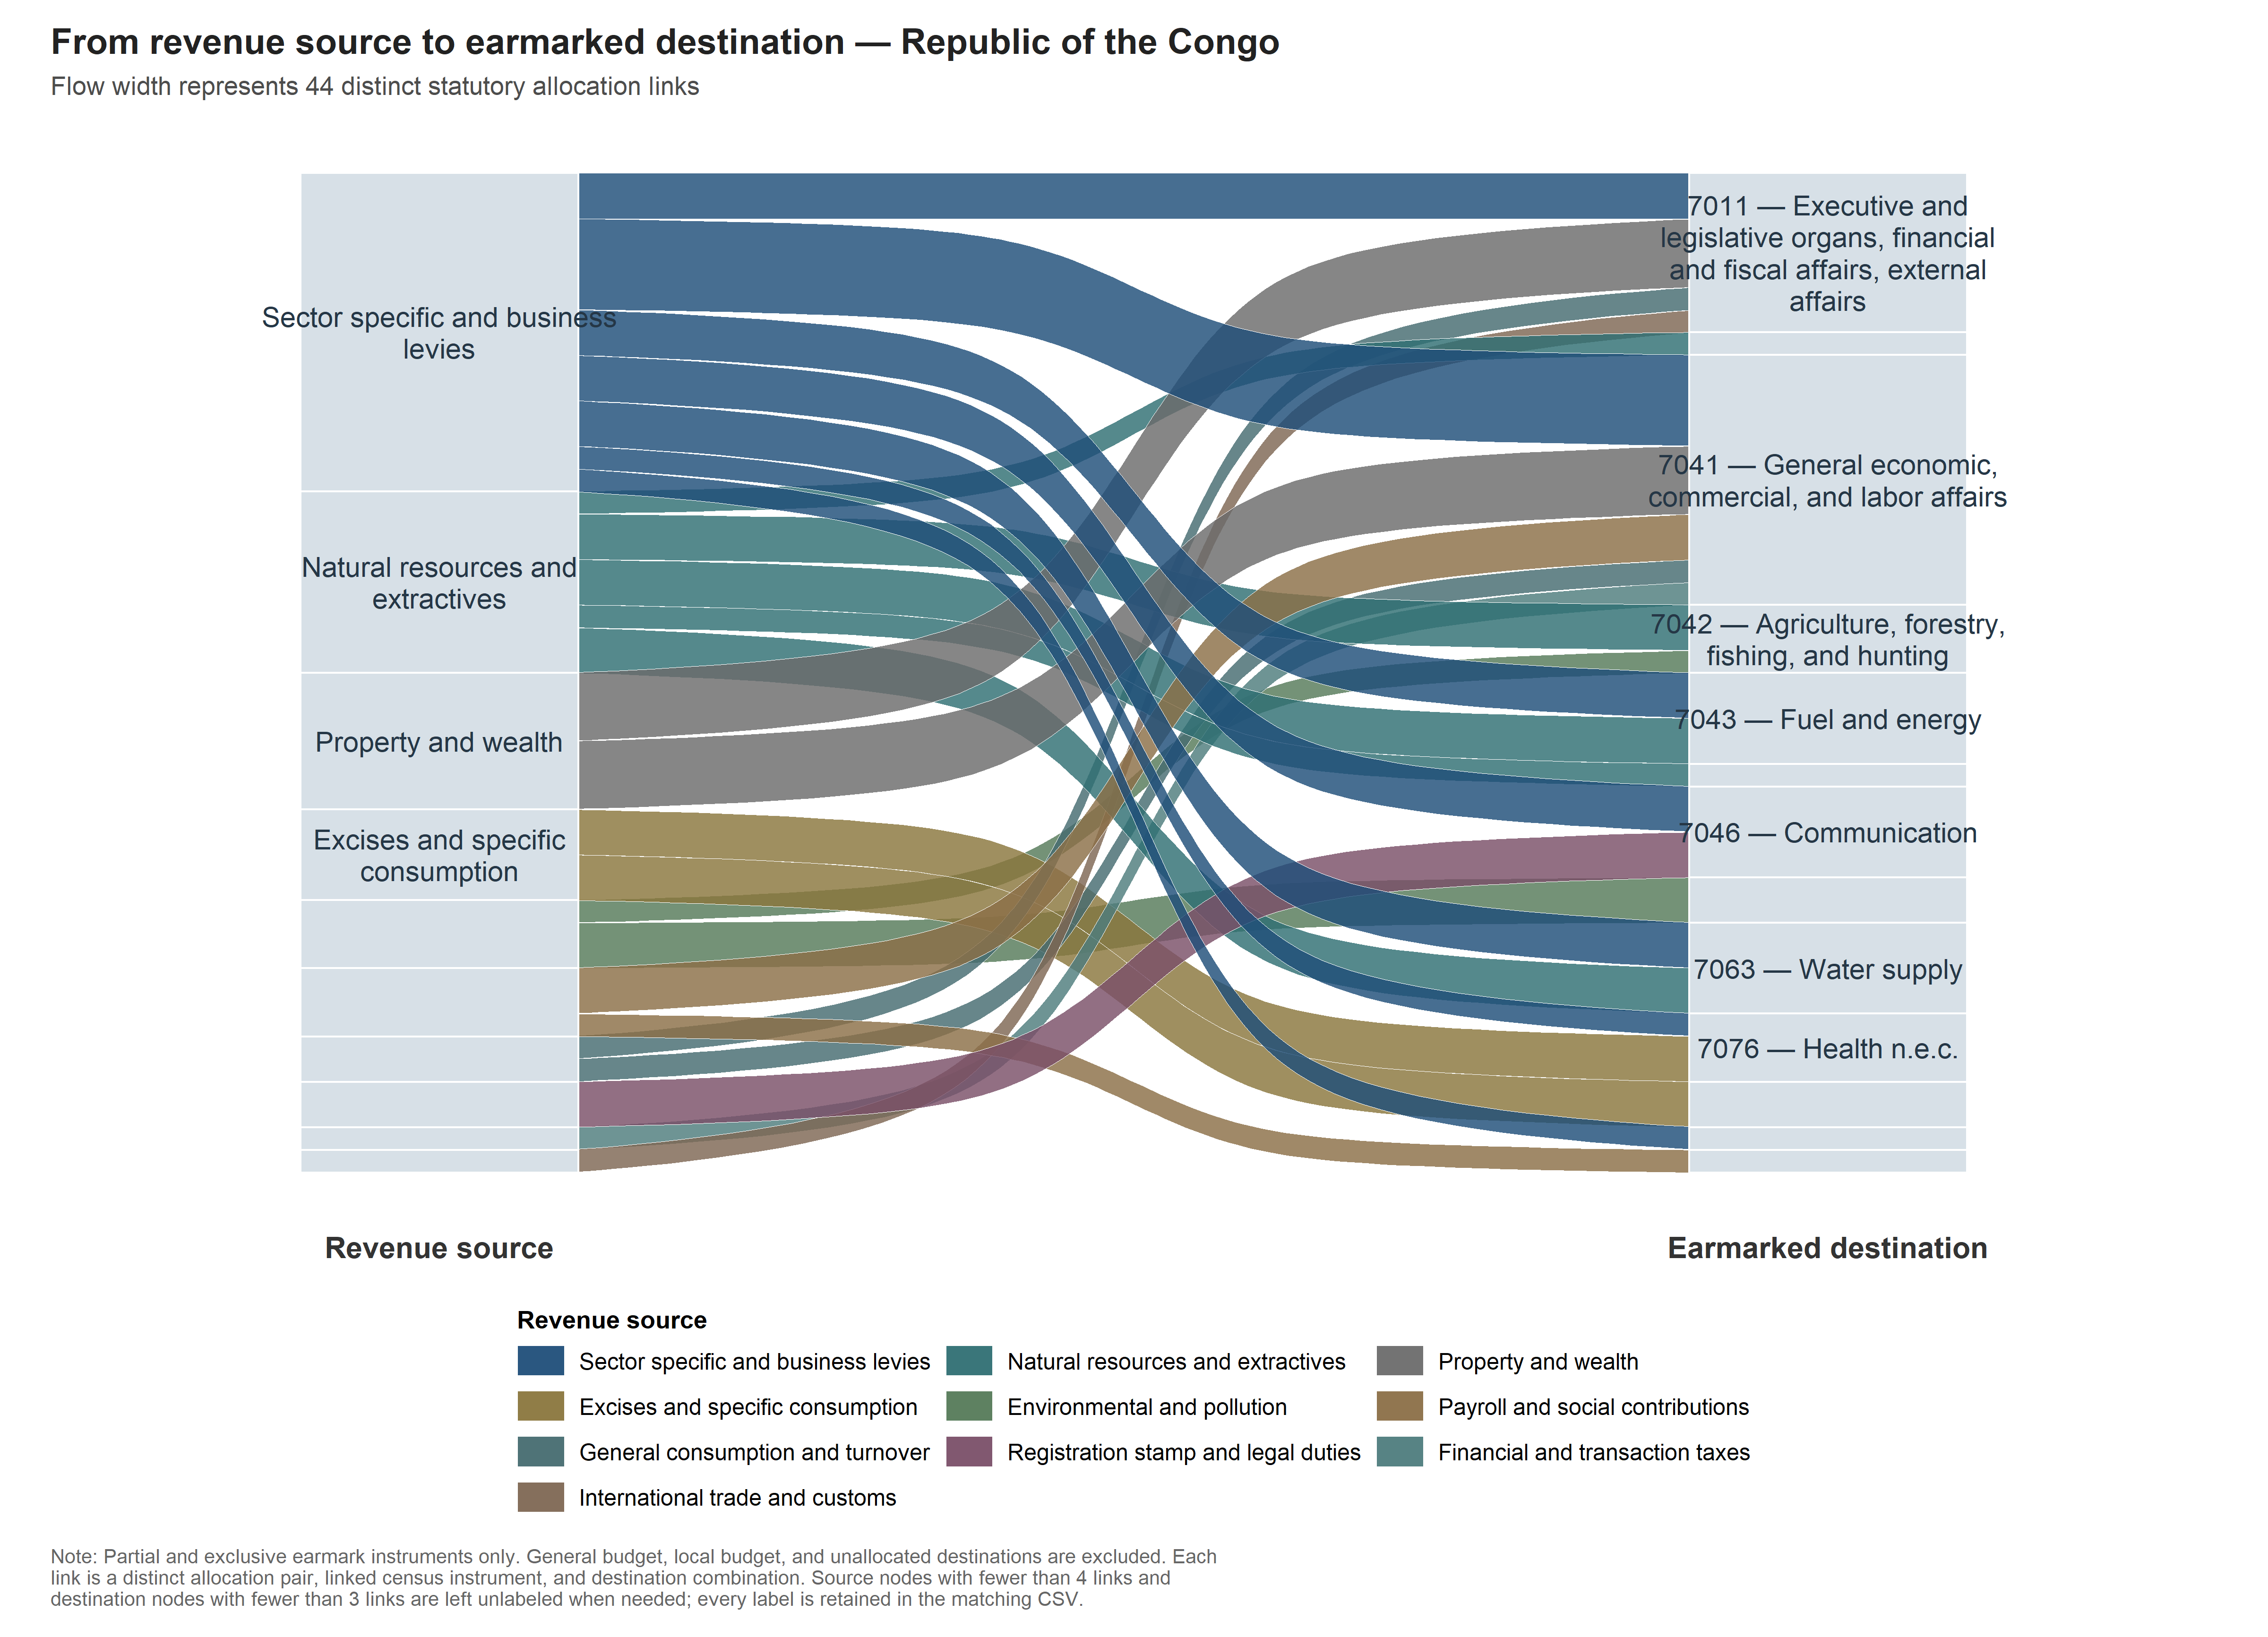 From revenue source to earmarked destination — Republic of the Congo
Flow width represents 44 distinct statutory allocation links
Sector specific and business
levies
Natural resources and
extractives
Property and wealth
Excises and specific
consumption
7011 — Executive and
legislative organs, financial
and fiscal affairs, external
affairs
7041 — General economic,
commercial, and labor affairs
7042 — Agriculture, forestry,
fishing, and hunting
7043 — Fuel and energy
7046 — Communication
7063 — Water supply
7076 — Health n.e.c.
Revenue source
Earmarked destination
Revenue source
Sector specific and business levies
Natural resources and extractives
Property and wealth
Excises and specific consumption
Environmental and pollution
Payroll and social contributions
General consumption and turnover
Registration stamp and legal duties
Financial and transaction taxes
International trade and customs
Note: Partial and exclusive earmark instruments only. General budget, local budget, and unallocated destinations are excluded. Each
link is a distinct allocation pair, linked census instrument, and destination combination. Source nodes with fewer than 4 links and
destination nodes with fewer than 3 links are left unlabeled when needed; every label is retained in the matching CSV.